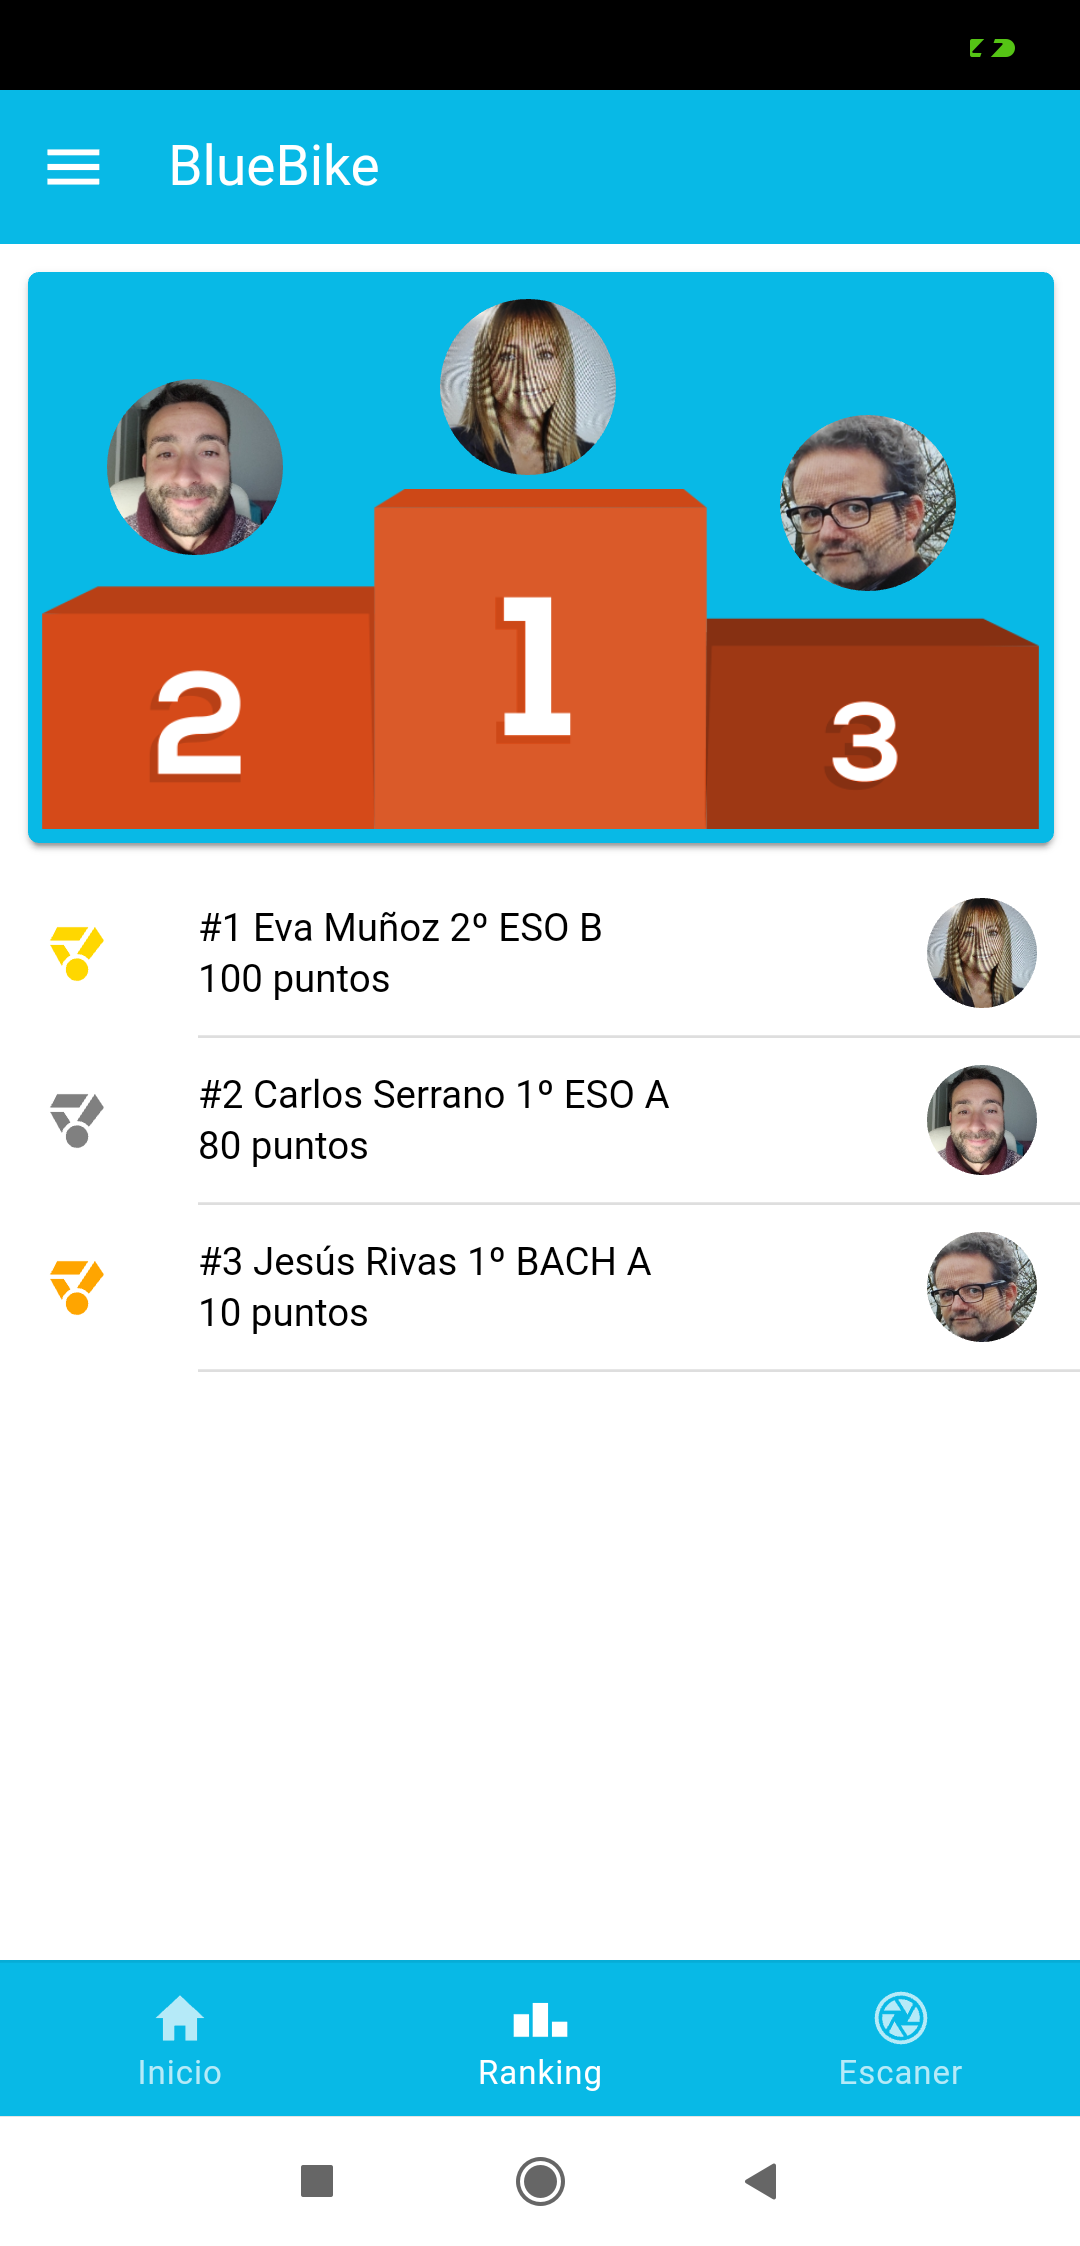 BlueBike
1
2
3
#1 Eva Muñoz 2º ESO B
100 puntos
#2 Carlos Serrano 1º ESO A
80 puntos
#3 Jesús Rivas 1º BACH A
10 puntos
Inicio
Ranking
Escaner